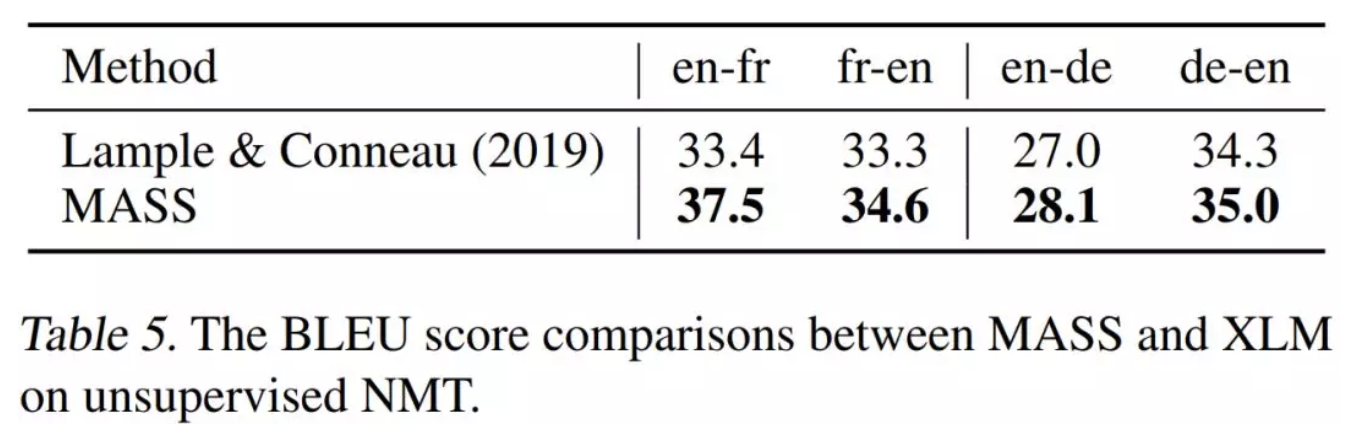 Method en-fr fr-en en-de de-en
Lample & Conneau (2019) 33.4 33.3 27.0 34.3
MASS 37.5 34.6 28.1 35.0
Table 5. The BLEU score comparisons between MASS and XLM
on unsupervised NMT.